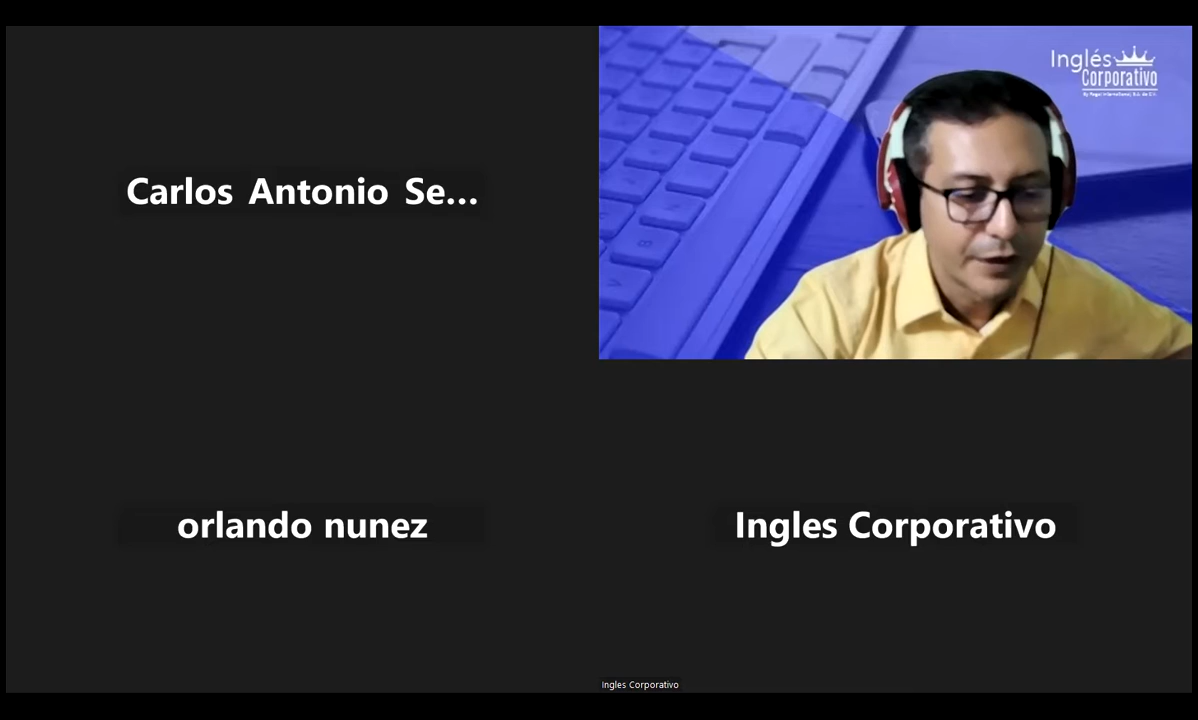 Carlos Antonio Se...
Inglés
Corporativo
orlando nunez
Ingles Corporativo
Ingles Corporativo